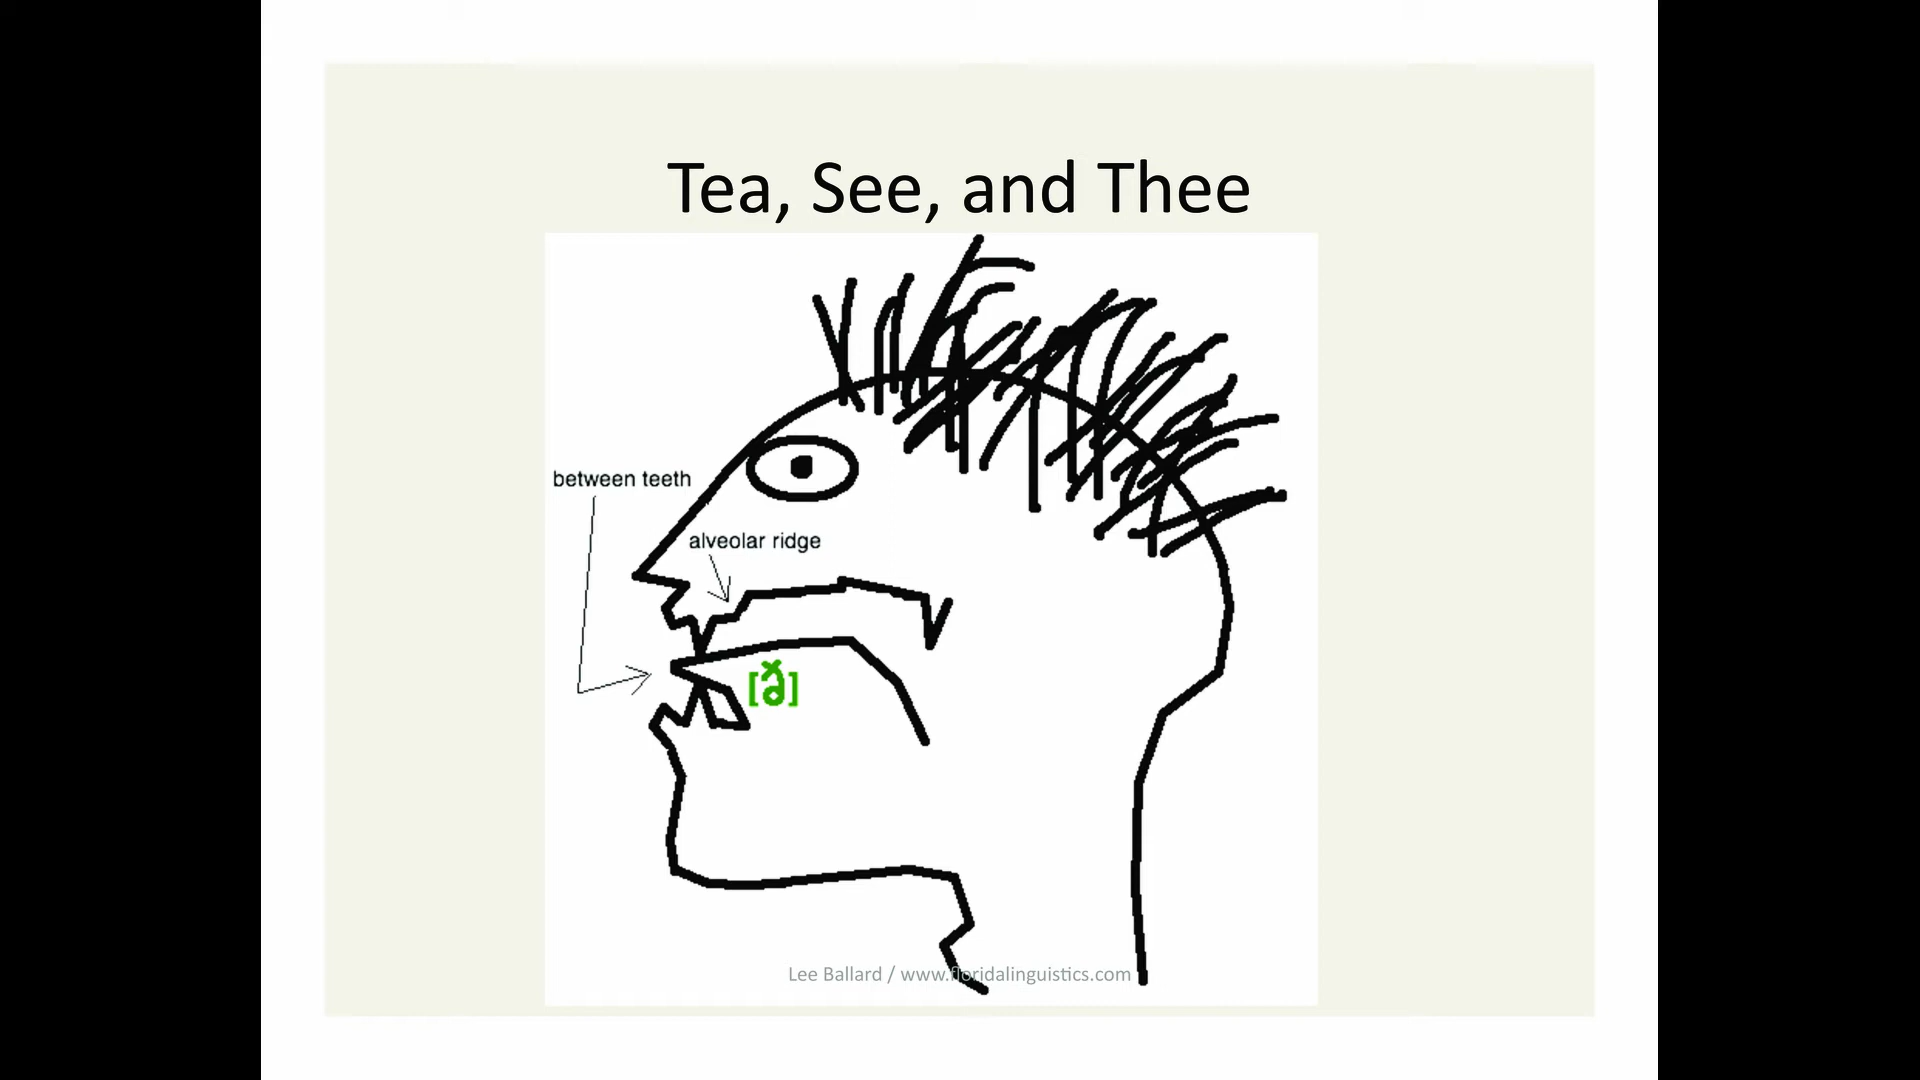 Tea, See, and Thee
between teeth
alveolar ridge
[ð]
Lee Ballard / www.floridalinguistics.com